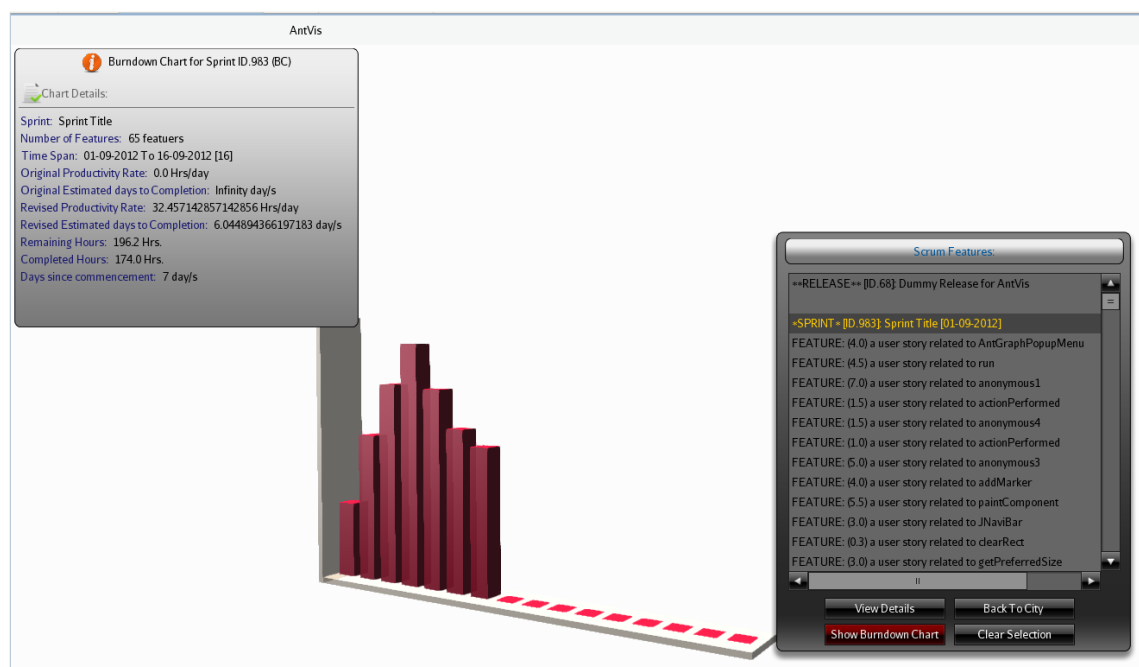 AntVis
Burndown Chart for Sprint ID.983 (BC)
Chart Details:
Sprint: Sprint Title
Number of Features: 65 featuers
Time Span: 01-09-2012 To 16-09-2012 [16]
Original Productivity Rate: 0.0 Hrs/day
Original Estimated days to Completion: Infinity day/s
Revised Productivity Rate: 32.457142857142856 Hrs/day
Revised Estimated days to Completion: 6.044894366197183 day/s
Remaining Hours: 196.2 Hrs.
Completed Hours: 174.0 Hrs.
Days since commencement: 7 day/s
Scrum Features:
**RELEASE** [ID.68]: Dummy Release for AntVis
*SPRINT* [ID.983]: Sprint Title [01-09-2012]
FEATURE: (4.0) a user story related to AntGraphPopupMenu
FEATURE: (4.5) a user story related to run
FEATURE: (7.0) a user story related to anonymous1
FEATURE: (1.5) a user story related to actionPerformed
FEATURE: (1.5) a user story related to anonymous4
FEATURE: (1.0) a user story related to actionPerformed
FEATURE: (5.0) a user story related to anonymous3
FEATURE: (4.0) a user story related to addMarker
FEATURE: (5.5) a user story related to paintComponent
FEATURE: (3.0) a user story related to JNaviBar
FEATURE: (0.3) a user story related to clearRect
FEATURE: (3.0) a user story related to getPreferredSize
View Details
Back To City
Show Burndown Chart
Clear Selection